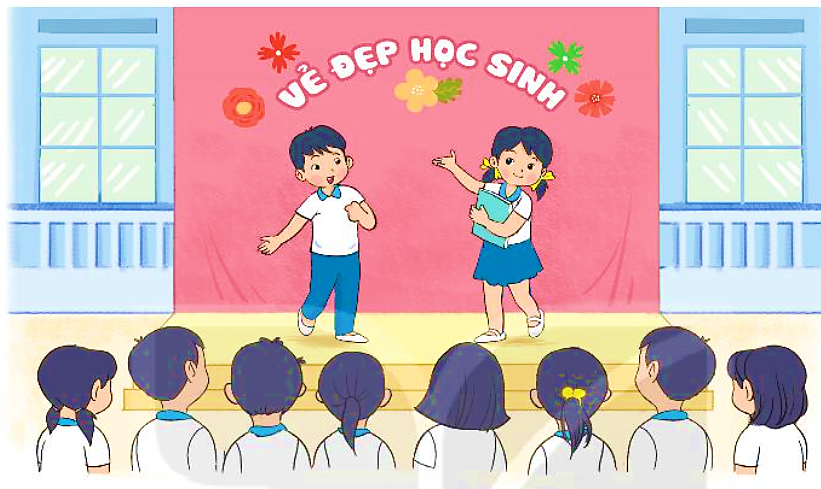 VẺ ĐẸP HỌC SINH